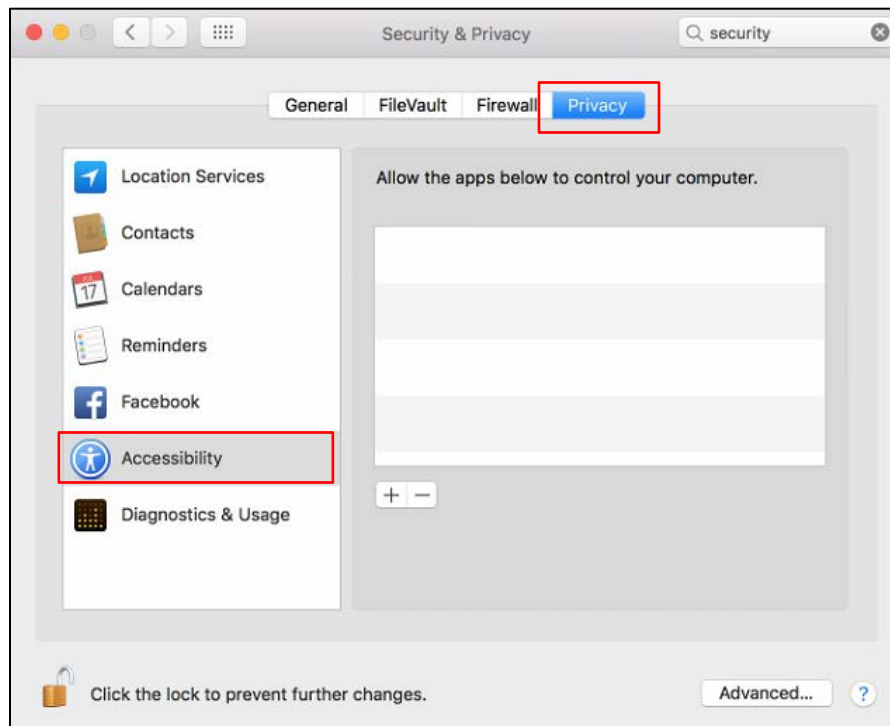 Security & Privacy
security
General FileVault Firewall Privacy
Location Services
Contacts
Calendars
Reminders
Facebook
Accessibility
Diagnostics & Usage
Allow the apps below to control your computer.
17
Click the lock to prevent further changes.
Advanced...
?